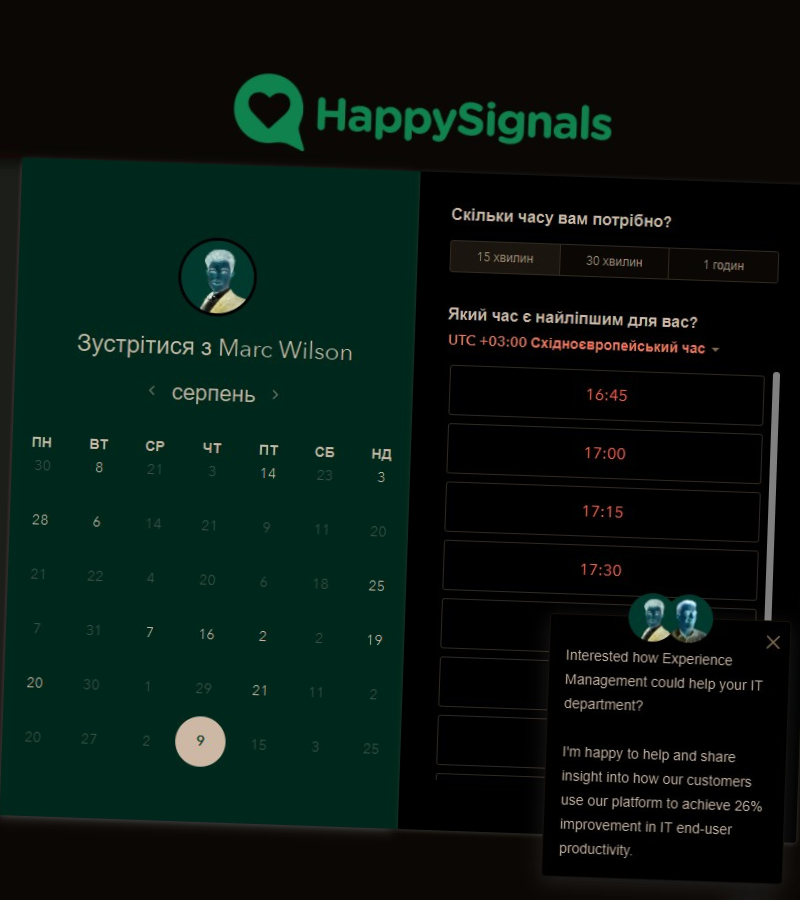 HappySignals
Зустрітися з Marc Wilson
серпень
ПН ВТ СР ЧТ ПТ СБ НД
30 8 21 3 14 23 3
28 6 14 21 9 11 20
21 22 4 20 6 18 25
7 31 7 16 2 2 19
20 30 1 29 21 11 2
20 27 2 9 15 3 25
Скільки часу вам потрібно?
15 хвилин 30 хвилин 1 годин
Який час є найліпшим для вас?
UTC +03:00 Східноєвропейський час
16:45
17:00
17:15
17:30
Interested how Experience
Management could help your IT
department?
I'm happy to help and share
insight into how our customers
use our platform to achieve 26%
improvement in IT end-user
productivity.